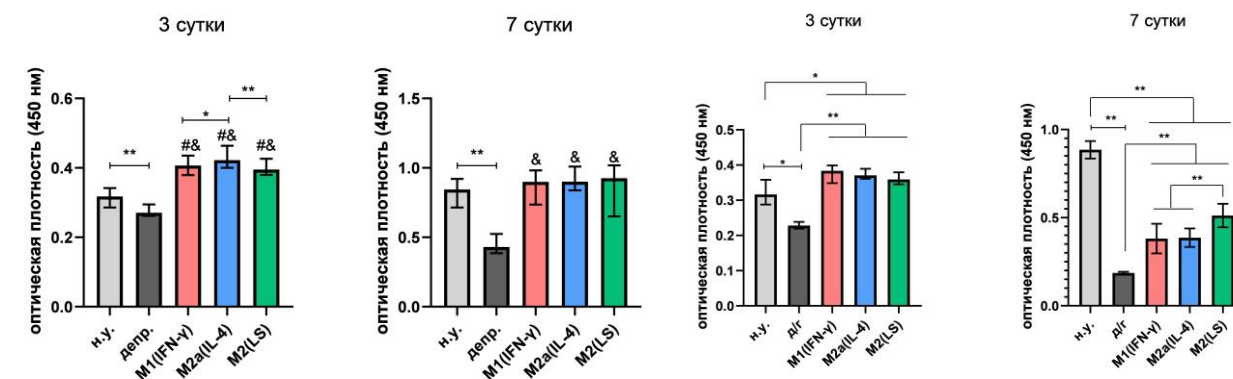 3 сутки
оптическая плотность (450 нм)
0.6
0.4
0.2
0.0
**
#&
*
#&
**
#&
н.у.
депр.
M1(IFN-γ)
M2a(IL-4)
M2(LS)
7 сутки
оптическая плотность (450 нм)
1.5
1.0
0.5
0.0
**
&
&
&
н.у.
депр.
M1(IFN-γ)
M2a(IL-4)
M2(LS)
3 сутки
оптическая плотность (450 нм)
0.5
0.4
0.3
0.2
0.1
0.0
*
**
*
н.у.
д/г
M1(IFN-γ)
M2a(IL-4)
M2(LS)
7 сутки
оптическая плотность (450 нм)
1.0
0.5
0.0
**
**
**
**
н.у.
д/г
M1(IFN-γ)
M2a(IL-4)
M2(LS)